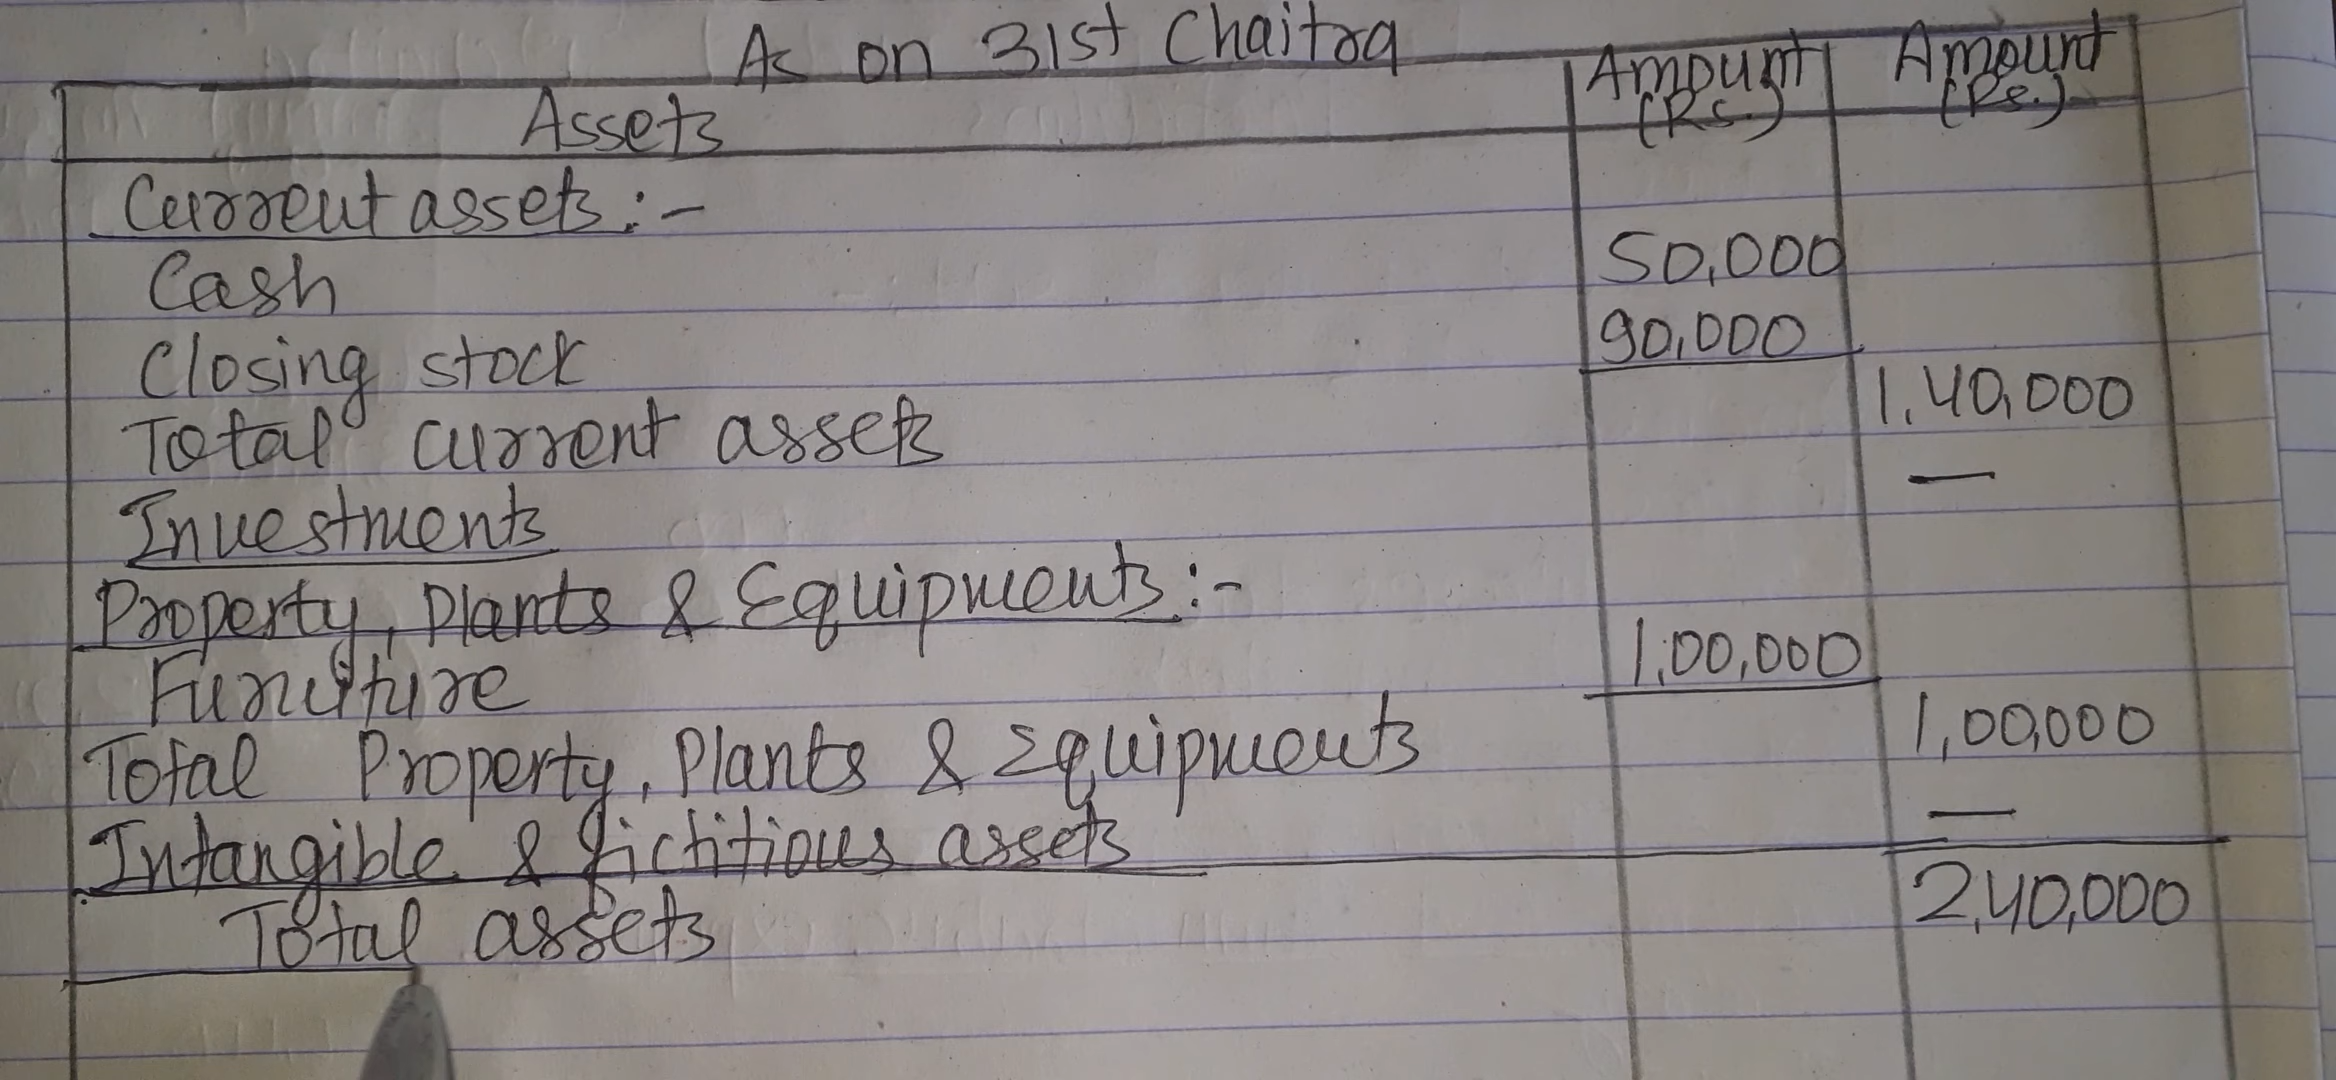 As on 31st Chaitra
Assets Amount (Rs.) Amount (Rs.)
Current assets:-
Cash 50,000
Closing stock 90,000
Total current assets 1,40,000
Investments —
Property, Plants & Equipments:-
Furniture 1,00,000
Total Property, Plants & Equipments 1,00,000
Intangible & fictitious assets —
Total assets 2,40,000